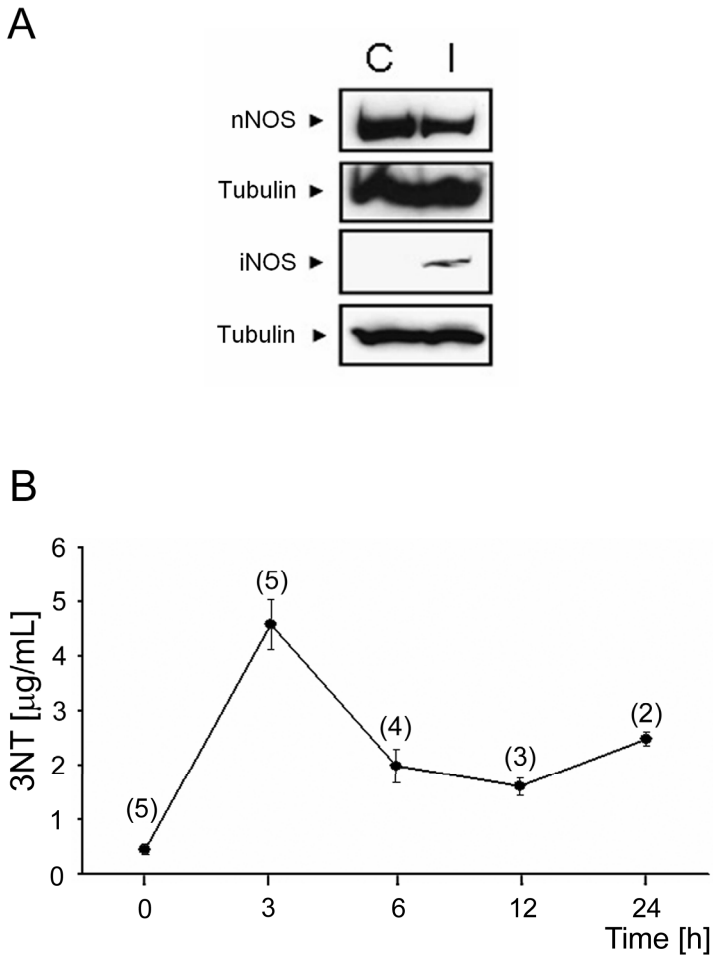 A
C I
nNOS
Tubulin
iNOS
Tubulin
B
3NT [µg/mL]
6
5
4
3
2
1
0
(5)
(5)
(4)
(3)
(2)
0 3 6 12 24
Time [h]